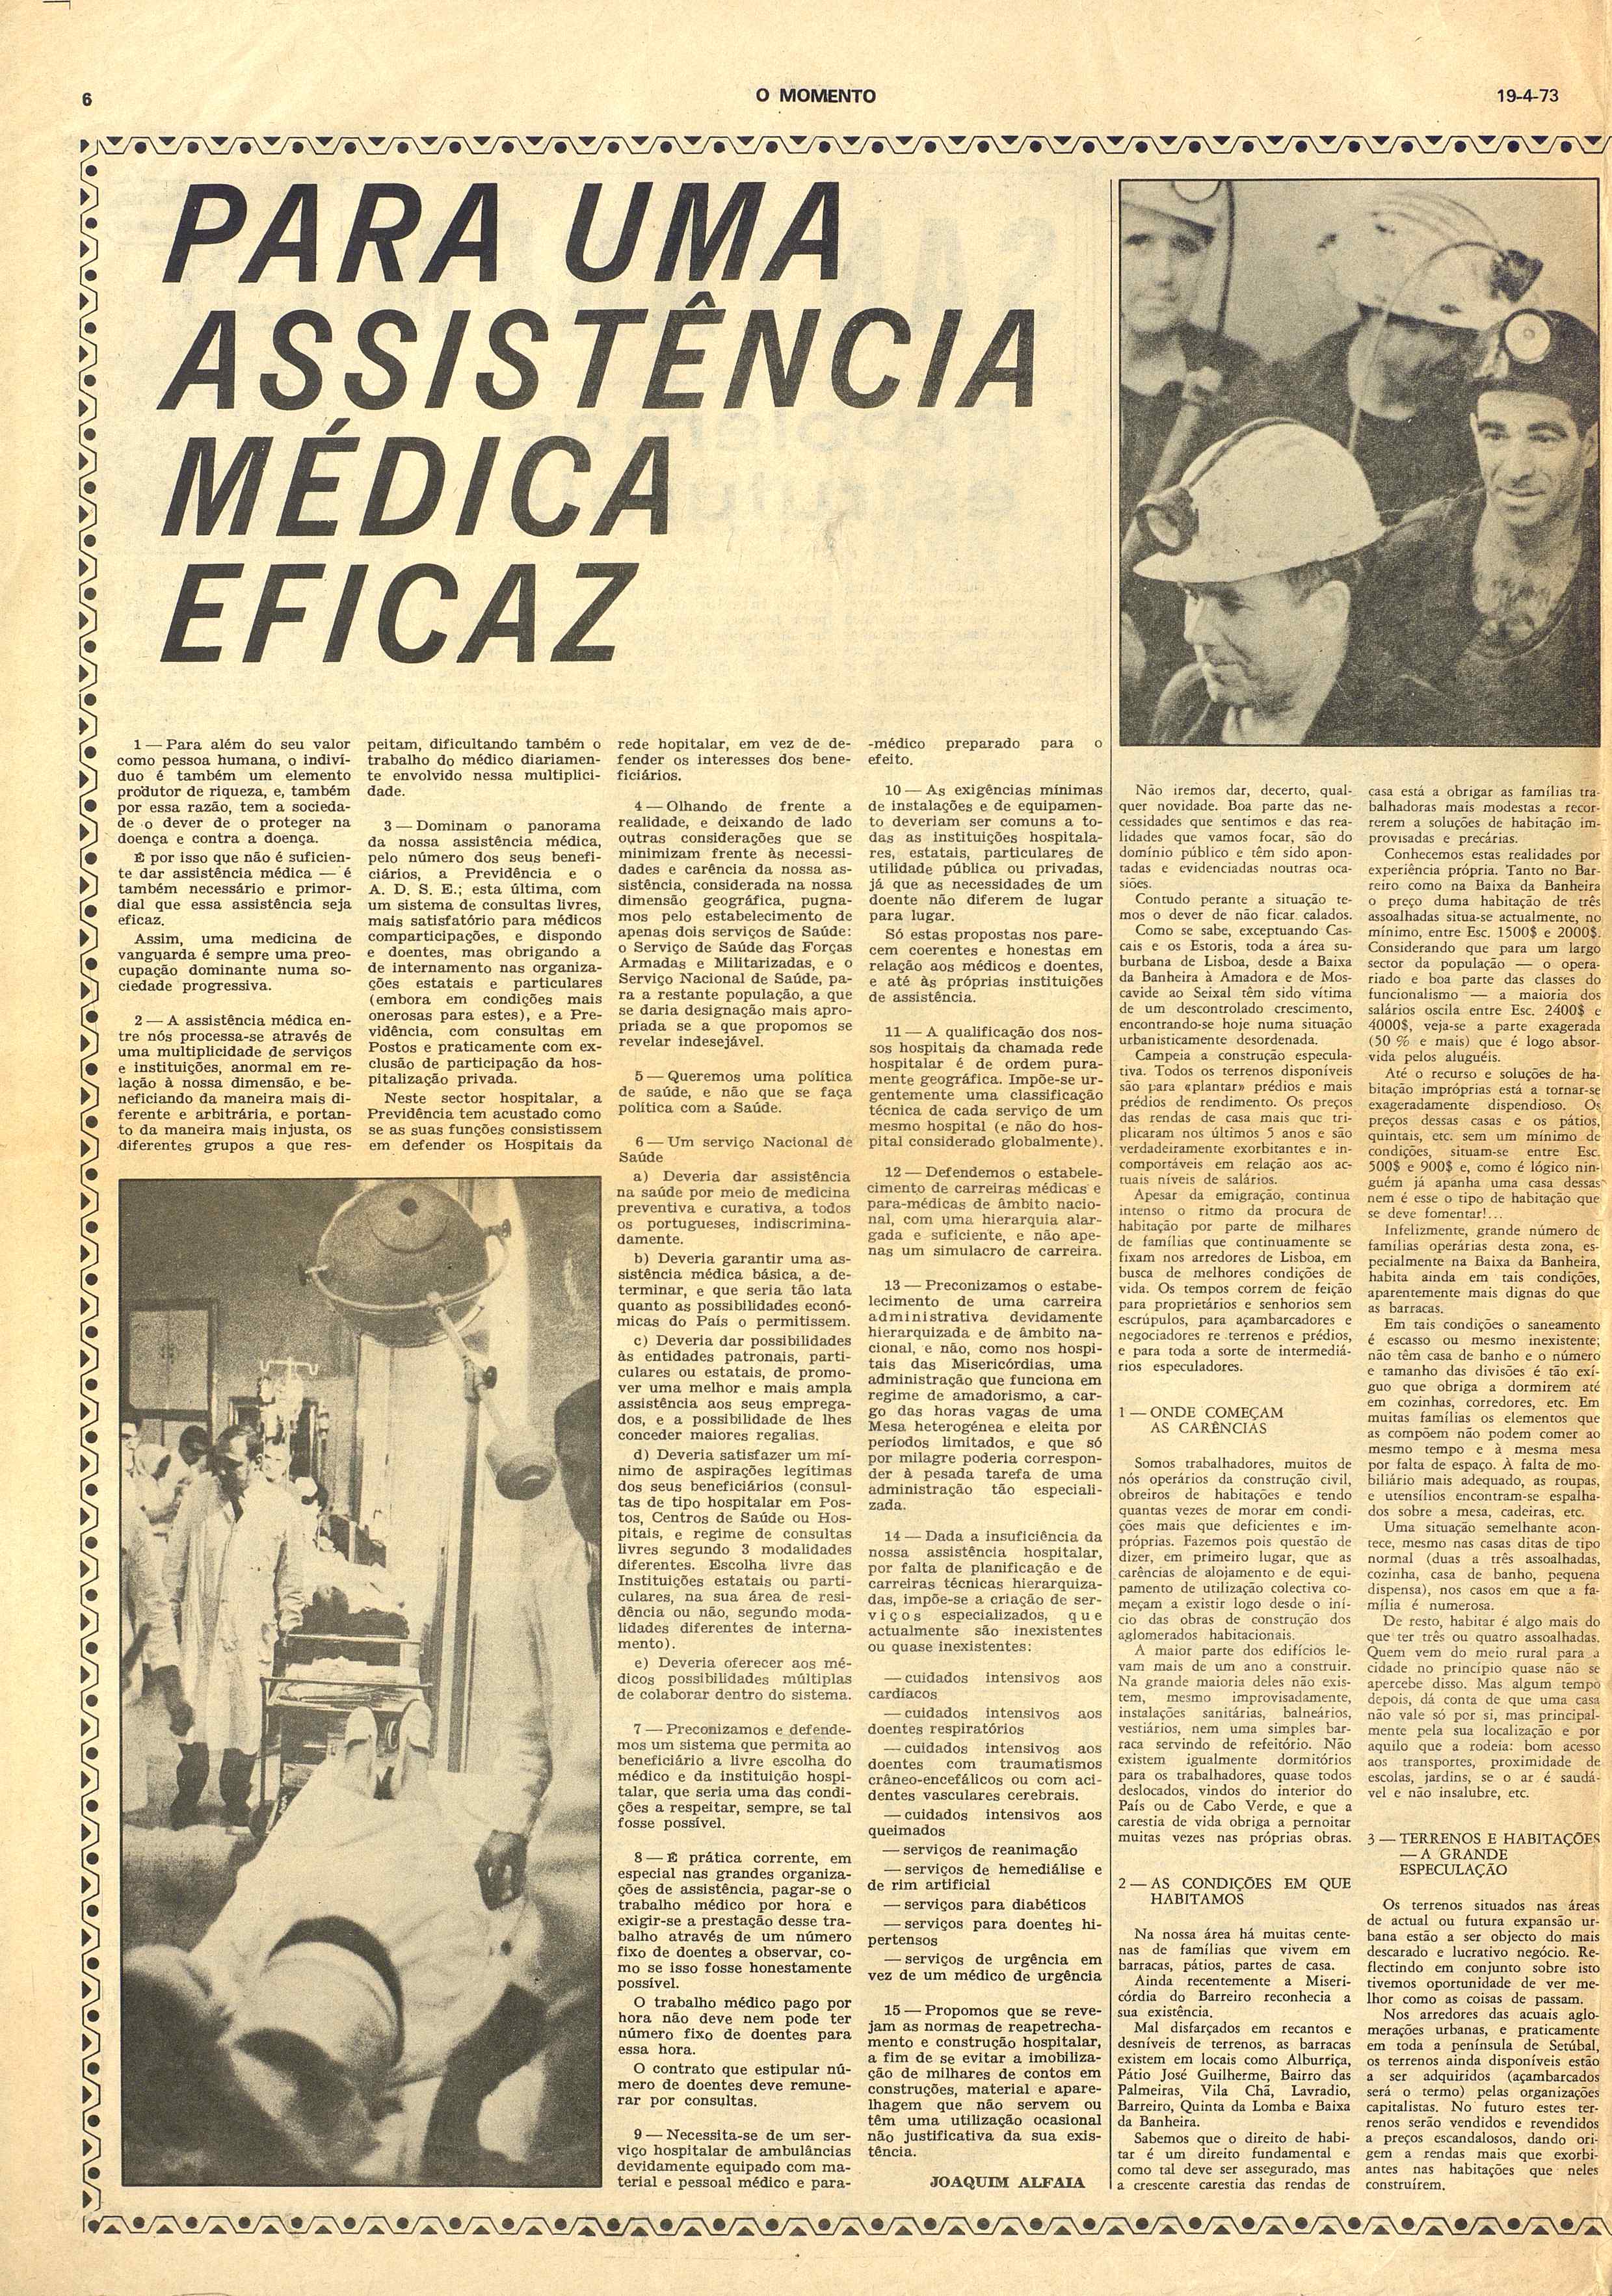 6
O MOMENTO
19-4-73
PARA UMA
ASSISTÊNCIA
MÉDICA
EFICAZ
1 — Para além do seu valor
como pessoa humana, o indiví-
duo é também um elemento
produtor de riqueza, e, também
por essa razão, tem a socieda-
de o dever de o proteger na
doença e contra a doença.
É por isso que não é suficien-
te dar assistência médica — é
também necessário e primor-
dial que essa assistência seja
eficaz.
Assim, uma medicina de
vanguarda é sempre uma preo-
cupação dominante numa so-
ciedade progressiva.
2 — A assistência médica en-
tre nós processa-se através de
uma multiplicidade de serviços
e instituições, anormal em re-
lação à nossa dimensão, e be-
neficiando da maneira mais di-
ferente e arbitrária, e portan-
to da maneira mais injusta, os
diferentes grupos a que res-
peitam, dificultando também o
trabalho do médico diariamen-
te envolvido nessa multiplici-
dade.
3 — Dominam o panorama
da nossa assistência médica,
pelo número dos seus benefi-
ciários, a Previdência e o
A. D. S. E.; esta última, com
um sistema de consultas livres,
mais satisfatório para médicos
comparticipações, e dispondo
e doentes, mas obrigando a
de internamento nas organiza-
ções estatais e particulares
(embora em condições mais
onerosas para estes), e a Pre-
vidência, com consultas em
Postos e praticamente com ex-
clusão de participação da hos-
pitalização privada.
Neste sector hospitalar, a
Previdência tem acustado como
se as suas funções consistissem
em defender os Hospitais da
rede hopitalar, em vez de de-
fender os interesses dos bene-
ficiários.
4 — Olhando de frente a
realidade, e deixando de lado
outras considerações que se
minimizam frente às necessi-
dades e carência da nossa as-
sistência, considerada na nossa
dimensão geográfica, pugna-
mos pelo estabelecimento de
apenas dois serviços de Saúde:
o Serviço de Saúde das Forças
Armadas e Militarizadas, e o
Serviço Nacional de Saúde, pa-
ra a restante população, a que
se daria designação mais apro-
priada se a que propomos se
revelar indesejável.
5 — Queremos uma política
de saúde, e não que se faça
política com a Saúde.
6 — Um serviço Nacional de
Saúde
a) Deveria dar assistência
na saúde por meio de medicina
preventiva e curativa, a todos
os portugueses, indiscrimina-
damente.
b) Deveria garantir uma as-
sistência médica básica, a de-
terminar, e que seria tão lata
quanto as possibilidades econó-
micas do País o permitissem.
c) Deveria dar possibilidades
às entidades patronais, parti-
culares ou estatais, de promo-
ver uma melhor e mais ampla
assistência aos seus emprega-
dos, e a possibilidade de lhes
conceder maiores regalias.
d) Deveria satisfazer um mí-
nimo de aspirações legítimas
dos seus beneficiários (consul-
tas de tipo hospitalar em Pos-
tos, Centros de Saúde ou Hos-
pitais, e regime de consultas
livres segundo 3 modalidades
diferentes. Escolha livre das
Instituições estatais ou parti-
culares, na sua área de resi-
dência ou não, segundo moda-
lidades diferentes de interna-
mento).
e) Deveria oferecer aos mé-
dicos possibilidades múltiplas
de colaborar dentro do sistema.
7 — Preconizamos e defende-
mos um sistema que permita ao
beneficiário a livre escolha do
médico e da instituição hospi-
talar, que seria uma das condi-
ções a respeitar, sempre, se tal
fosse possível.
8 — É prática corrente, em
especial nas grandes organiza-
ções de assistência, pagar-se o
trabalho médico por hora e
exigir-se a prestação desse tra-
balho através de um número
fixo de doentes a observar, co-
mo se isso fosse honestamente
possível.
O trabalho médico pago por
hora não deve nem pode ter
número fixo de doentes para
essa hora.
O contrato que estipular nú-
mero de doentes deve remune-
rar por consultas.
9 — Necessita-se de um ser-
viço hospitalar de ambulâncias
devidamente equipado com ma-
terial e pessoal médico e para-
-médico preparado para o
efeito.
10 — As exigências mínimas
de instalações e de equipamen-
to deveriam ser comuns a to-
das as instituições hospitala-
res, estatais, particulares de
utilidade pública ou privadas,
já que as necessidades de um
doente não diferem de lugar
para lugar.
Só estas propostas nos pare-
cem coerentes e honestas em
relação aos médicos e doentes,
e até às próprias instituições
de assistência.
11 — A qualificação dos nos-
sos hospitais da chamada rede
hospitalar é de ordem pura-
mente geográfica. Impõe-se ur-
gentemente uma classificação
técnica de cada serviço de um
mesmo hospital (e não do hos-
pital considerado globalmente).
12 — Defendemos o estabele-
cimento de carreiras médicas e
para-médicas de âmbito nacio-
nal, com uma hierarquia alar-
gada e suficiente, e não ape-
nas um simulacro de carreira.
13 — Preconizamos o estabe-
lecimento de uma carreira
administrativa devidamente
hierarquizada e de âmbito na-
cional, e não, como nos hospi-
tais das Misericórdias, uma
administração que funciona em
regime de amadorismo, a car-
go das horas vagas de uma
Mesa heterogénea e eleita por
períodos limitados, e que só
por milagre poderia correspon-
der à pesada tarefa de uma
administração tão especiali-
zada.
14 — Dada a insuficiência da
nossa assistência hospitalar,
por falta de planificação e de
carreiras técnicas hierarquiza-
das, impõe-se a criação de ser-
viços especializados, que
actualmente são inexistentes
ou quase inexistentes:
— cuidados intensivos aos
cardíacos
— cuidados intensivos aos
doentes respiratórios
— cuidados intensivos aos
doentes com traumatismos
crâneo-encefálicos ou com aci-
dentes vasculares cerebrais.
— cuidados intensivos aos
queimados
— serviços de reanimação
— serviços de hemediálise e
de rim artificial
— serviços para diabéticos
— serviços para doentes hi-
pertensos
— serviços de urgência em
vez de um médico de urgência
15 — Propomos que se reve-
jam as normas de reapetrecha-
mento e construção hospitalar,
a fim de se evitar a imobiliza-
ção de milhares de contos em
construções, material e apare-
lhagem que não servem ou
têm uma utilização ocasional
não justificativa da sua exis-
tência.
JOAQUIM ALFAIA
Não iremos dar, decerto, qual-
quer novidade. Boa parte das ne-
cessidades que sentimos e das rea-
lidades que vamos focar, são do
domínio público e têm sido apon-
tadas e evidenciadas noutras oca-
siões.
Contudo perante a situação te-
mos o dever de não ficar calados.
Como se sabe, exceptuando Cas-
cais e os Estoris, toda a área su-
burbana de Lisboa, desde a Baixa
da Banheira à Amadora e de Mos-
cavide ao Seixal têm sido vítima
de um descontrolado crescimento,
encontrando-se hoje numa situação
urbanisticamente desordenada.
Campeia a construção especula-
tiva. Todos os terrenos disponíveis
são para «plantar» prédios e mais
prédios de rendimento. Os preços
das rendas de casa mais que tri-
plicaram nos últimos 5 anos e são
verdadeiramente exorbitantes e in-
comportáveis em relação aos ac-
tuais níveis de salários.
Apesar da emigração, continua
intenso o ritmo da procura de
habitação por parte de milhares
de famílias que continuamente se
fixam nos arredores de Lisboa, em
busca de melhores condições de
vida. Os tempos correm de feição
para proprietários e senhorios sem
escrúpulos, para açambarcadores e
negociadores re terrenos e prédios,
e para toda a sorte de intermediá-
rios especuladores.
1 — ONDE COMEÇAM
AS CARÊNCIAS
Somos trabalhadores, muitos de
nós operários da construção civil,
obreiros de habitações e tendo
quantas vezes de morar em condi-
ções mais que deficientes e im-
próprias. Fazemos pois questão de
dizer, em primeiro lugar, que as
carências de alojamento e de equi-
pamento de utilização colectiva co-
meçam a existir logo desde o iní-
cio das obras de construção dos
aglomerados habitacionais.
A maior parte dos edifícios le-
vam mais de um ano a construir.
Na grande maioria deles não exis-
tem, mesmo improvisadamente,
instalações sanitárias, balneários,
vestiários, nem uma simples bar-
raca servindo de refeitório. Não
existem igualmente dormitórios
para os trabalhadores, quase todos
deslocados, vindos do interior do
País ou de Cabo Verde, e que a
carestia de vida obriga a pernoitar
muitas vezes nas próprias obras.
2 — AS CONDIÇÕES EM QUE
HABITAMOS
Na nossa área há muitas cente-
nas de famílias que vivem em
barracas, pátios, partes de casa.
Ainda recentemente a Miseri-
córdia do Barreiro reconhecia a
sua existência.
Mal disfarçados em recantos e
desníveis de terrenos, as barracas
existem em locais como Alburriça,
Pátio José Guilherme, Bairro das
Palmeiras, Vila Chã, Lavradio,
Barreiro, Quinta da Lomba e Baixa
da Banheira.
Sabemos que o direito de habi-
tar é um direito fundamental e
como tal deve ser assegurado, mas
a crescente carestia das rendas de
casa está a obrigar as famílias tra-
balhadoras mais modestas a recor-
rerem a soluções de habitação im-
provisadas e precárias.
Conhecemos estas realidades por
experiência própria. Tanto no Bar-
reiro como na Baixa da Banheira
o preço duma habitação de três
assoalhadas situa-se actualmente, no
mínimo, entre Esc. 1500$ e 2000$.
Considerando que para um largo
sector da população — o opera-
riado e boa parte das classes do
funcionalismo — a maioria dos
salários oscila entre Esc. 2400$ e
4000$, veja-se a parte exagerada
(50 % e mais) que é logo absor-
vida pelos aluguéis.
Até o recurso e soluções de ha-
bitação impróprias está a tornar-se
exageradamente dispendioso. Os
preços dessas casas e os pátios,
quintais, etc. sem um mínimo de
condições, situam-se entre Esc.
500$ e 900$ e, como é lógico nin-
guém já apanha uma casa dessas
nem é esse o tipo de habitação que
se deve fomentar!...
Infelizmente, grande número de
famílias operárias desta zona, es-
pecialmente na Baixa da Banheira,
habita ainda em tais condições,
aparentemente mais dignas do que
as barracas.
Em tais condições o saneamento
é escasso ou mesmo inexistente;
não têm casa de banho e o número
e tamanho das divisões é tão exí-
guo que obriga a dormirem até
em cozinhas, corredores, etc. Em
muitas famílias os elementos que
as compõem não podem comer ao
mesmo tempo e à mesma mesa
por falta de espaço. À falta de mo-
biliário mais adequado, as roupas,
e utensílios encontram-se espalha-
dos sobre a mesa, cadeiras, etc.
Uma situação semelhante acon-
tece, mesmo nas casas ditas de tipo
normal (duas a três assoalhadas,
cozinha, casa de banho, pequena
dispensa), nos casos em que a fa-
mília é numerosa.
De resto, habitar é algo mais do
que ter três ou quatro assoalhadas.
Quem vem do meio rural para a
cidade no princípio quase não se
apercebe disso. Mas algum tempo
depois, dá conta de que uma casa
não vale só por si, mas principal-
mente pela sua localização e por
aquilo que a rodeia: bom acesso
aos transportes, proximidade de
escolas, jardins, se o ar é saudá-
vel e não insalubre, etc.
3 — TERRENOS E HABITAÇÕES
— A GRANDE
ESPECULAÇÃO
Os terrenos situados nas áreas
de actual ou futura expansão ur-
bana estão a ser objecto do mais
descarado e lucrativo negócio. Re-
flectindo em conjunto sobre isto
tivemos oportunidade de ver me-
lhor como as coisas de passam.
Nos arredores das acuais aglo-
merações urbanas, e praticamente
em toda a península de Setúbal,
os terrenos ainda disponíveis estão
a ser adquiridos (açambarcados
será o termo) pelas organizações
capitalistas. No futuro estes ter-
renos serão vendidos e revendidos
a preços escandalosos, dando ori-
gem a rendas mais que exorbi-
antes nas habitações que neles
construírem.